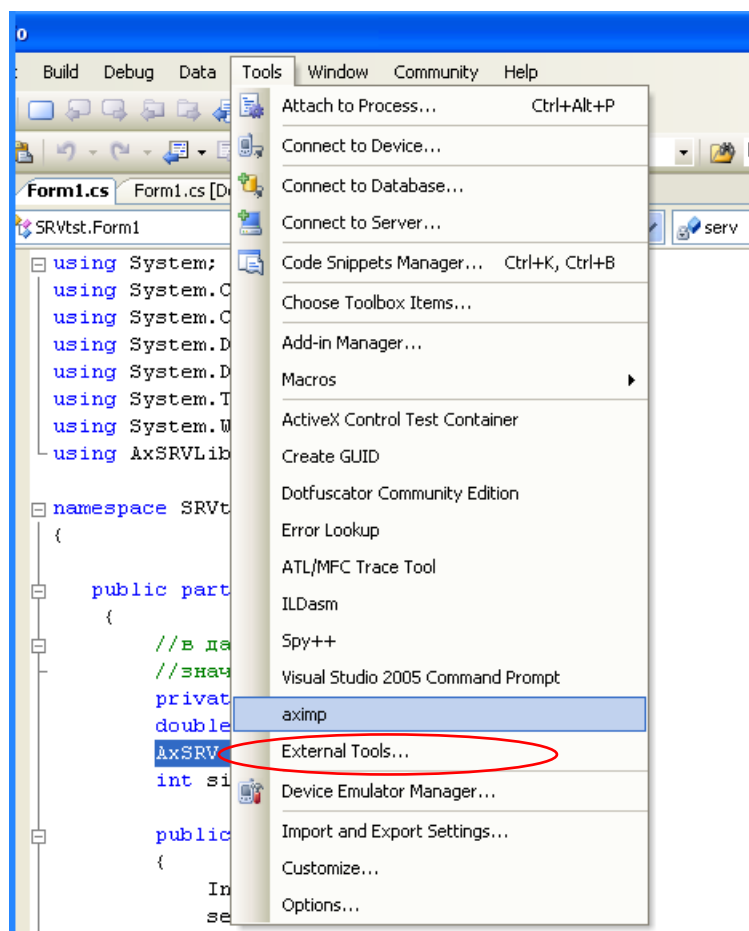 Build Debug Data Tools Window Community Help
Attach to Process... Ctrl+Alt+P
Connect to Device...
Connect to Database...
Form1.cs Form1.cs [D
Connect to Server...
SRVtst.Form1 serv
Code Snippets Manager... Ctrl+K, Ctrl+B
using System;
using System.C
Choose Toolbox Items...
using System.C
using System.D
Add-in Manager...
using System.D
Macros
using System.T
ActiveX Control Test Container
using System.W
using AxSRVLib
Create GUID
Dotfuscator Community Edition
namespace SRVt
{
Error Lookup
ATL/MFC Trace Tool
public part
{
ILDasm
//в да
Spy++
//знач
Visual Studio 2005 Command Prompt
privat
aximp
double
AxSRV
External Tools...
int si
Device Emulator Manager...
public
Import and Export Settings...
{
Customize...
In
Options...
se